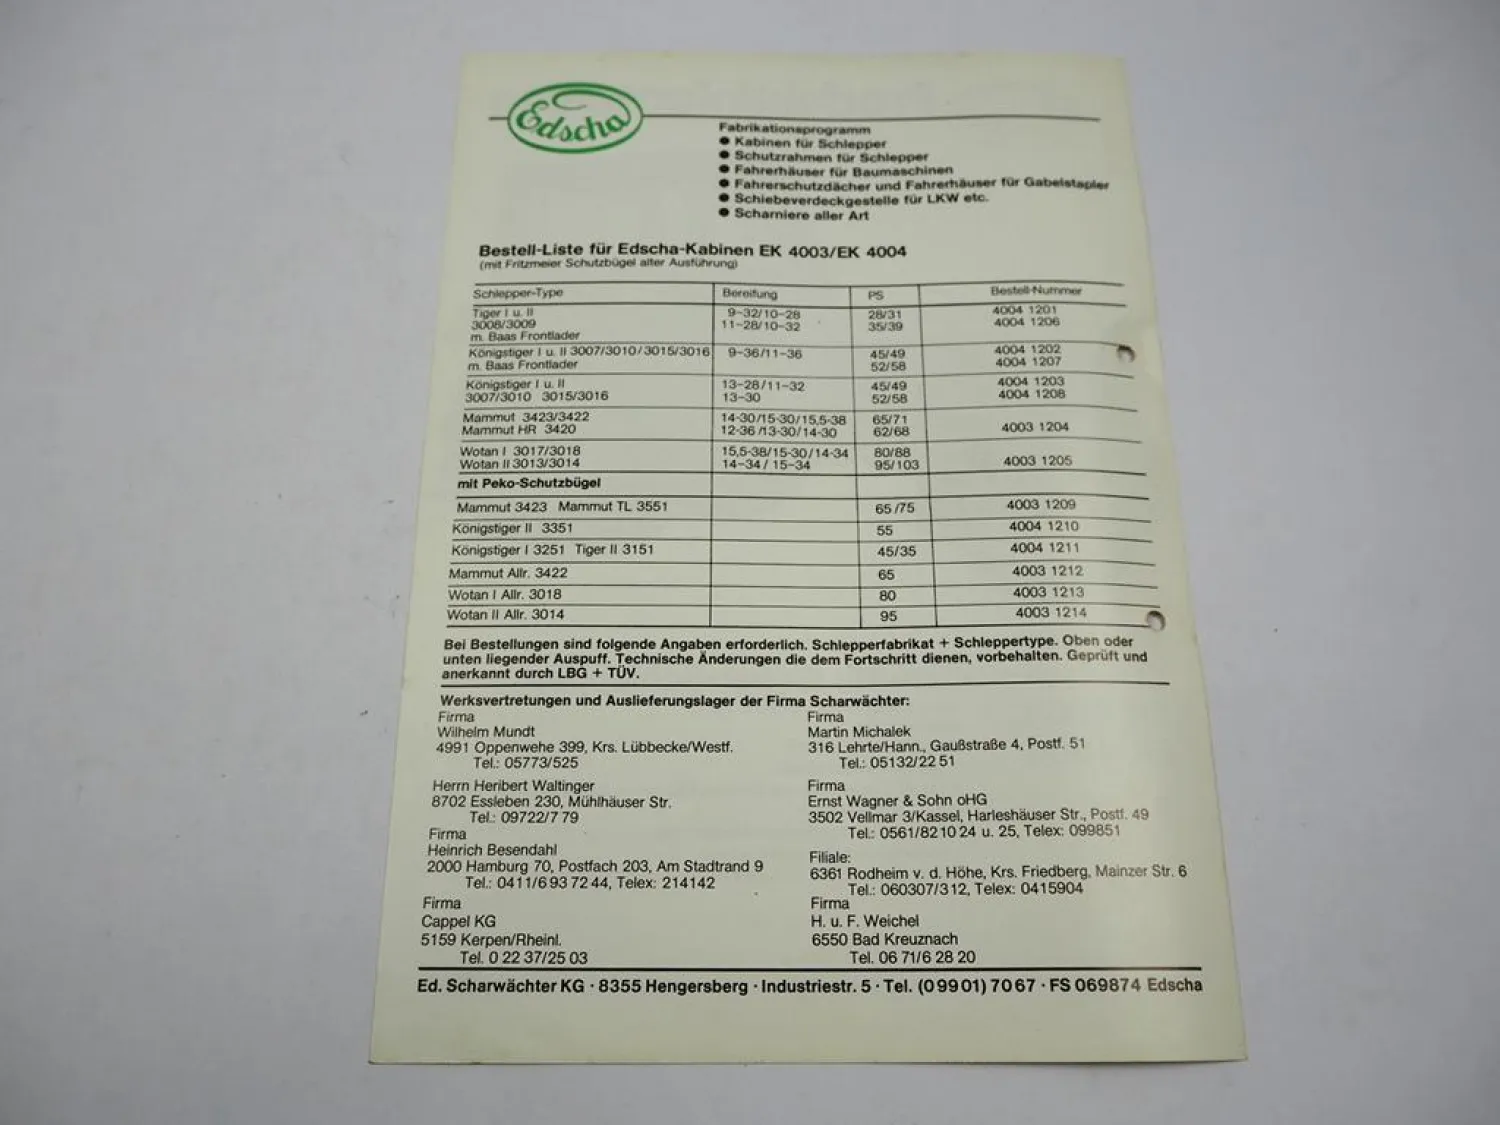 Edscha
Fabrikationsprogramm
● Kabinen für Schlepper
● Schutzrahmen für Schlepper
● Fahrerhäuser für Baumaschinen
● Fahrerschutzdächer und Fahrerhäuser für Gabelstapler
● Schiebeverdeckgestelle für LKW etc.
● Scharniere aller Art
Bestell-Liste für Edscha-Kabinen EK 4003/EK 4004
(mit Fritzmeier Schutzbügel alter Ausführung)
Schlepper-Type Bereifung PS Bestell-Nummer
Tiger I u. II 9-32/10-28 28/31 4004 1201
3008/3009 11-28/10-32 35/39 4004 1206
m. Baas Frontlader
Königstiger I u. II 3007/3010/3015/3016 9-36/11-36 45/49 4004 1202
m. Baas Frontlader 52/58 4004 1207
Königstiger I u. II 13-28/11-32 45/49 4004 1203
3007/3010 3015/3016 13-30 52/58 4004 1208
Mammut 3423/3422 14-30/15-30/15,5-38 65/71
Mammut HR 3420 12-36/13-30/14-30 62/68 4003 1204
Wotan I 3017/3018 15,5-38/15-30/14-34 80/88
Wotan II 3013/3014 14-34/ 15-34 95/103 4003 1205
mit Peko-Schutzbügel
Mammut 3423 Mammut TL 3551 65/75 4003 1209
Königstiger II 3351 55 4004 1210
Königstiger I 3251 Tiger II 3151 45/35 4004 1211
Mammut Allr. 3422 65 4003 1212
Wotan I Allr. 3018 80 4003 1213
Wotan II Allr. 3014 95 4003 1214
Bei Bestellungen sind folgende Angaben erforderlich. Schlepperfabrikat + Schleppertype. Oben oder
unten liegender Auspuff. Technische Änderungen die dem Fortschritt dienen, vorbehalten. Geprüft und
anerkannt durch LBG + TÜV.
Werksvertretungen und Auslieferungslager der Firma Scharwächter:
Firma
Wilhelm Mundt
4991 Oppenwehe 399, Krs. Lübbecke/Westf.
Tel.: 05773/525
Herrn Heribert Waltinger
8702 Essleben 230, Mühlhäuser Str.
Tel.: 09722/7 79
Firma
Heinrich Besendahl
2000 Hamburg 70, Postfach 203, Am Stadtrand 9
Tel.: 0411/6 93 72 44, Telex: 214142
Firma
Cappel KG
5159 Kerpen/Rheinl.
Tel. 0 22 37/25 03
Firma
Martin Michalek
316 Lehrte/Hann., Gaußstraße 4, Postf. 51
Tel.: 05132/22 51
Firma
Ernst Wagner & Sohn oHG
3502 Vellmar 3/Kassel, Harleshäuser Str., Postf. 49
Tel.: 0561/82 10 24 u. 25, Telex: 099851
Filiale:
6361 Rodheim v. d. Höhe, Krs. Friedberg, Mainzer Str. 6
Tel.: 060307/312, Telex: 0415904
Firma
H. u. F. Weichel
6550 Bad Kreuznach
Tel. 06 71/6 28 20
Ed. Scharwächter KG · 8355 Hengersberg · Industriestr. 5 · Tel. (0 99 01) 70 67 · FS 069874 Edscha